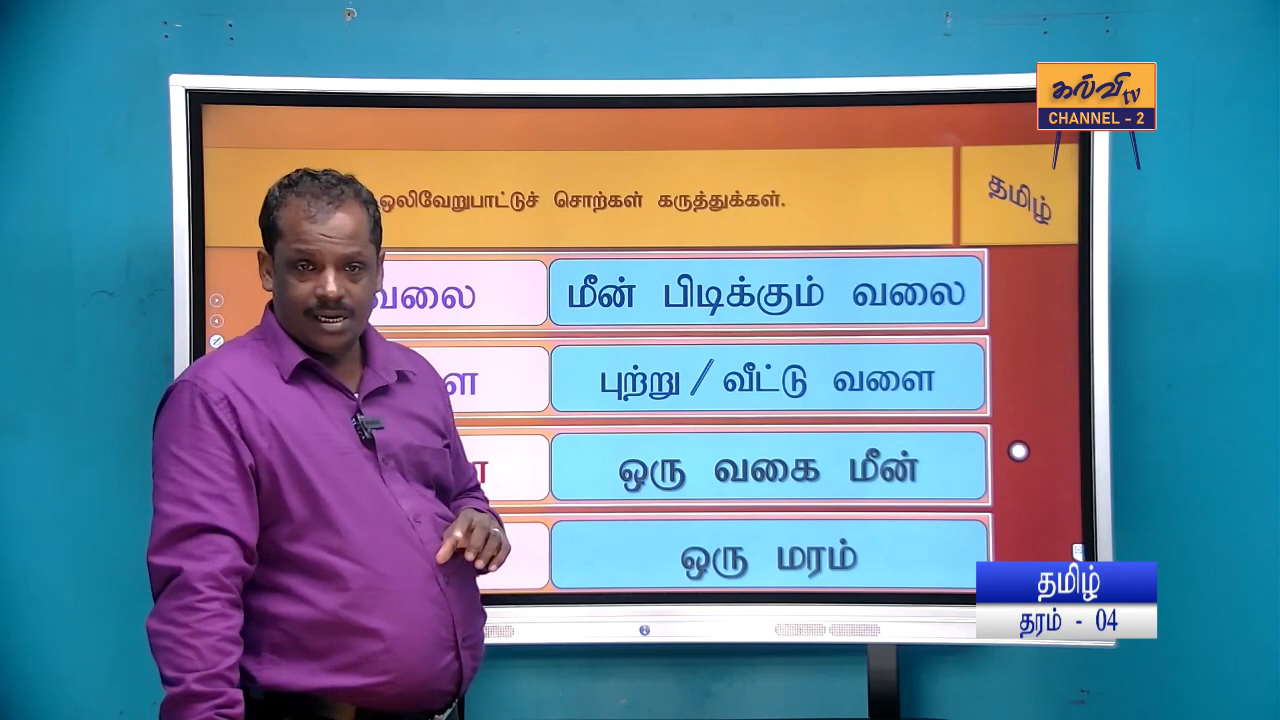 கல்வி tv
CHANNEL - 2
ஒலிவேறுபாட்டுச் சொற்கள் கருத்துக்கள்.
தமிழ்
வலை
மீன் பிடிக்கும் வலை
புற்று / வீட்டு வளை
ஒரு வகை மீன்
ஒரு மரம்
தமிழ்
தரம் - 04